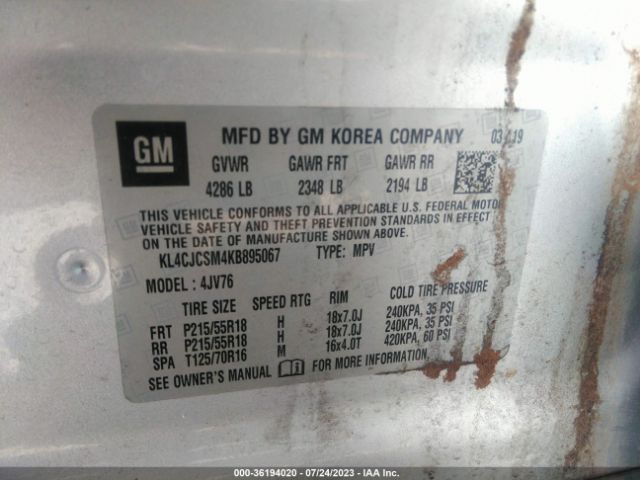 GM
MFD BY GM KOREA COMPANY 03/19
GVWR GAWR FRT GAWR RR
4286 LB 2348 LB 2194 LB
THIS VEHICLE CONFORMS TO ALL APPLICABLE U.S. FEDERAL MOTOR
VEHICLE SAFETY AND THEFT PREVENTION STANDARDS IN EFFECT
ON THE DATE OF MANUFACTURE SHOWN ABOVE.
KL4CJCSM4KB895067 TYPE: MPV
MODEL : 4JV76
TIRE SIZE SPEED RTG RIM COLD TIRE PRESSURE
FRT P215/55R18 H 18x7.0J 240KPA, 35 PSI
RR P215/55R18 H 18x7.0J 240KPA, 35 PSI
SPA T125/70R16 M 16x4.0T 420KPA, 60 PSI
SEE OWNER'S MANUAL FOR MORE INFORMATION.
000-36194020 - 07/24/2023 - IAA Inc.